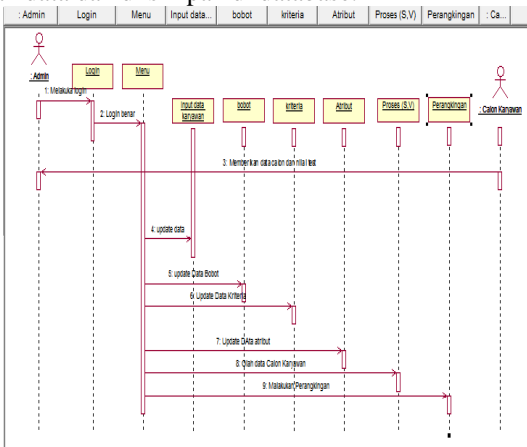 : Admin
Login
Menu
Input data...
bobot
kriteria
Atribut
Proses (S,V)
Perangkingan
: Ca...
: Admin
Login
Menu
Input data
karyawan
bobot
kriteria
Atribut
Proses (S,V)
Perangkingan
: Calon Karyawan
1: Melakuka login
2: Login benar
3: Memberikan data calon dan nilai test
4: update data
5: update Data Bobot
6: Update Data Kriteria
7: Update DAta atribut
8: Olah data Calon Karyawan
9: Malakukan Perangkingan